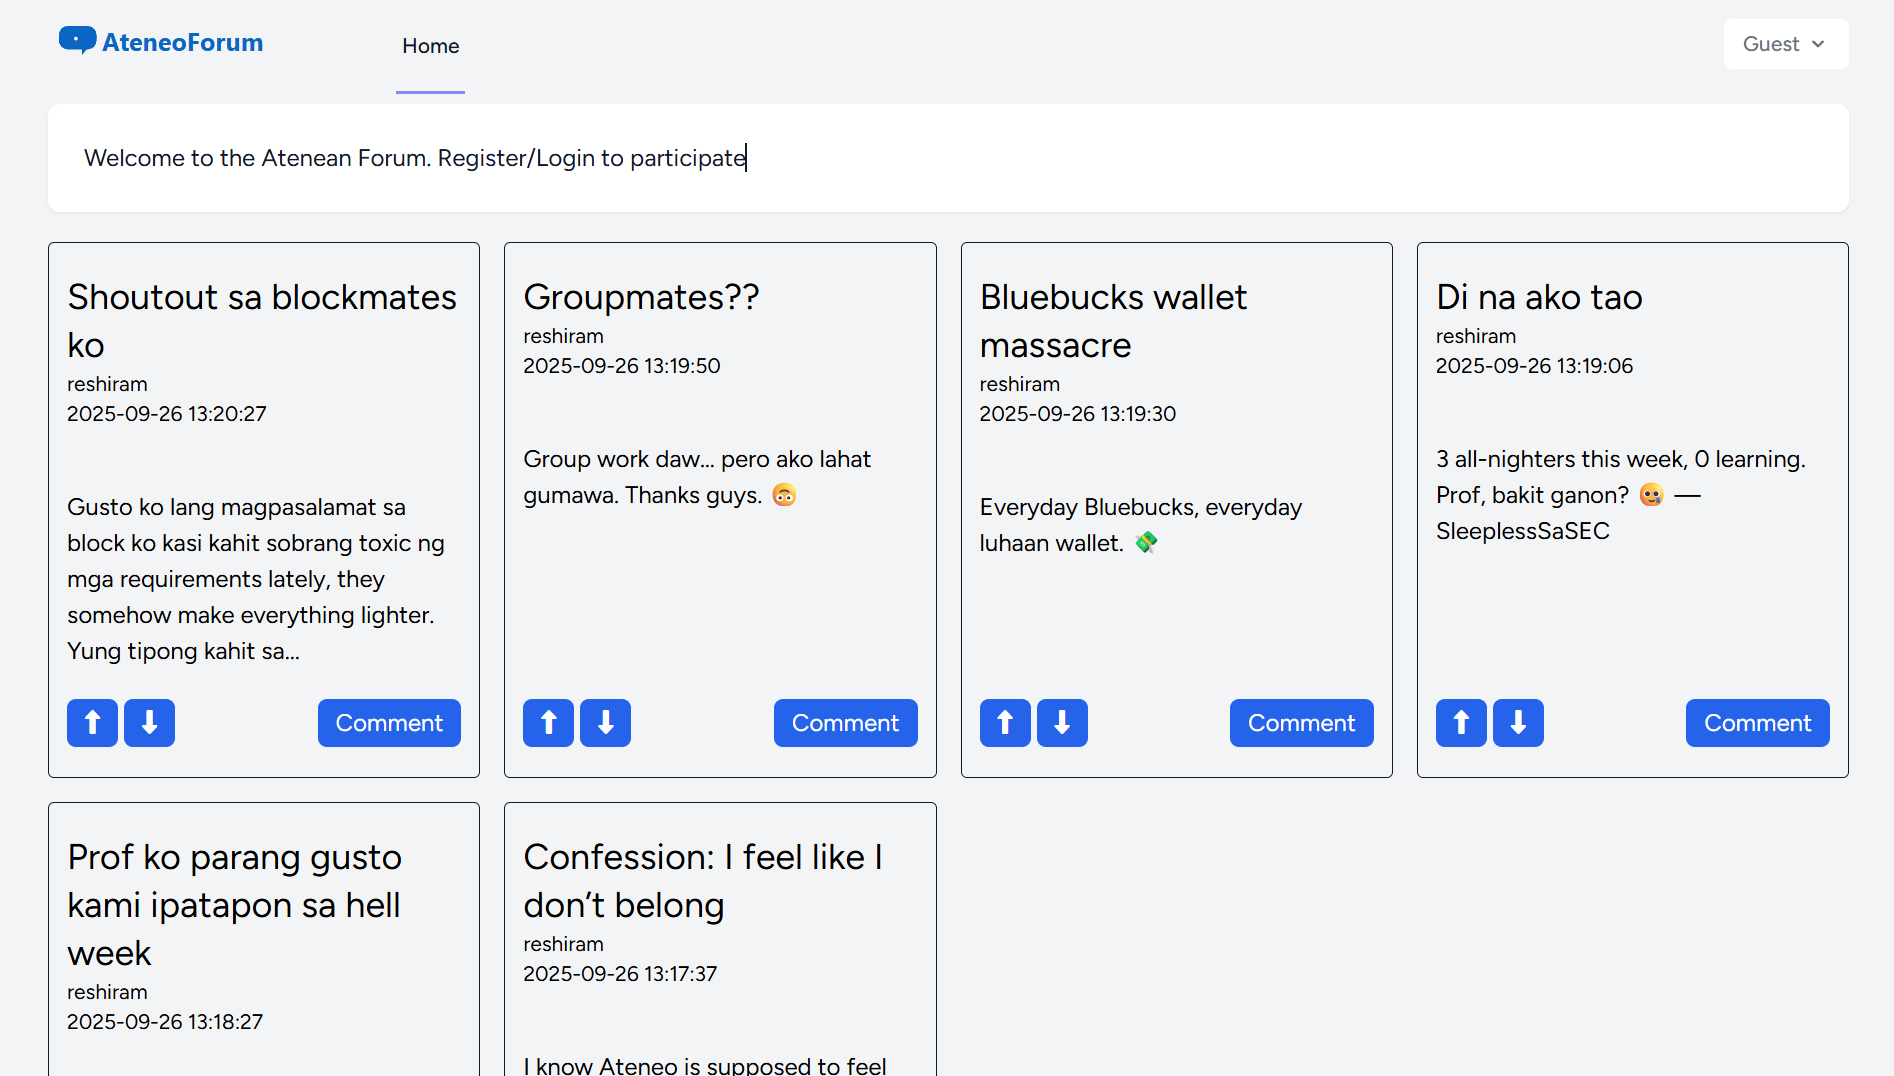 AteneoForum
Home
Guest
Welcome to the Atenean Forum. Register/Login to participate
Shoutout sa blockmates
ko
reshiram
2025-09-26 13:20:27
Gusto ko lang magpasalamat sa
block ko kasi kahit sobrang toxic ng
mga requirements lately, they
somehow make everything lighter.
Yung tipong kahit sa...
Comment
Groupmates??
reshiram
2025-09-26 13:19:50
Group work daw... pero ako lahat
gumawa. Thanks guys. 🙃
Comment
Bluebucks wallet
massacre
reshiram
2025-09-26 13:19:30
Everyday Bluebucks, everyday
luhaan wallet. 💸
Comment
Di na ako tao
reshiram
2025-09-26 13:19:06
3 all-nighters this week, 0 learning.
Prof, bakit ganon? 🥲 —
SleeplessSaSEC
Comment
Prof ko parang gusto
kami ipatapon sa hell
week
reshiram
2025-09-26 13:18:27
Confession: I feel like I
don’t belong
reshiram
2025-09-26 13:17:37
I know Ateneo is supposed to feel